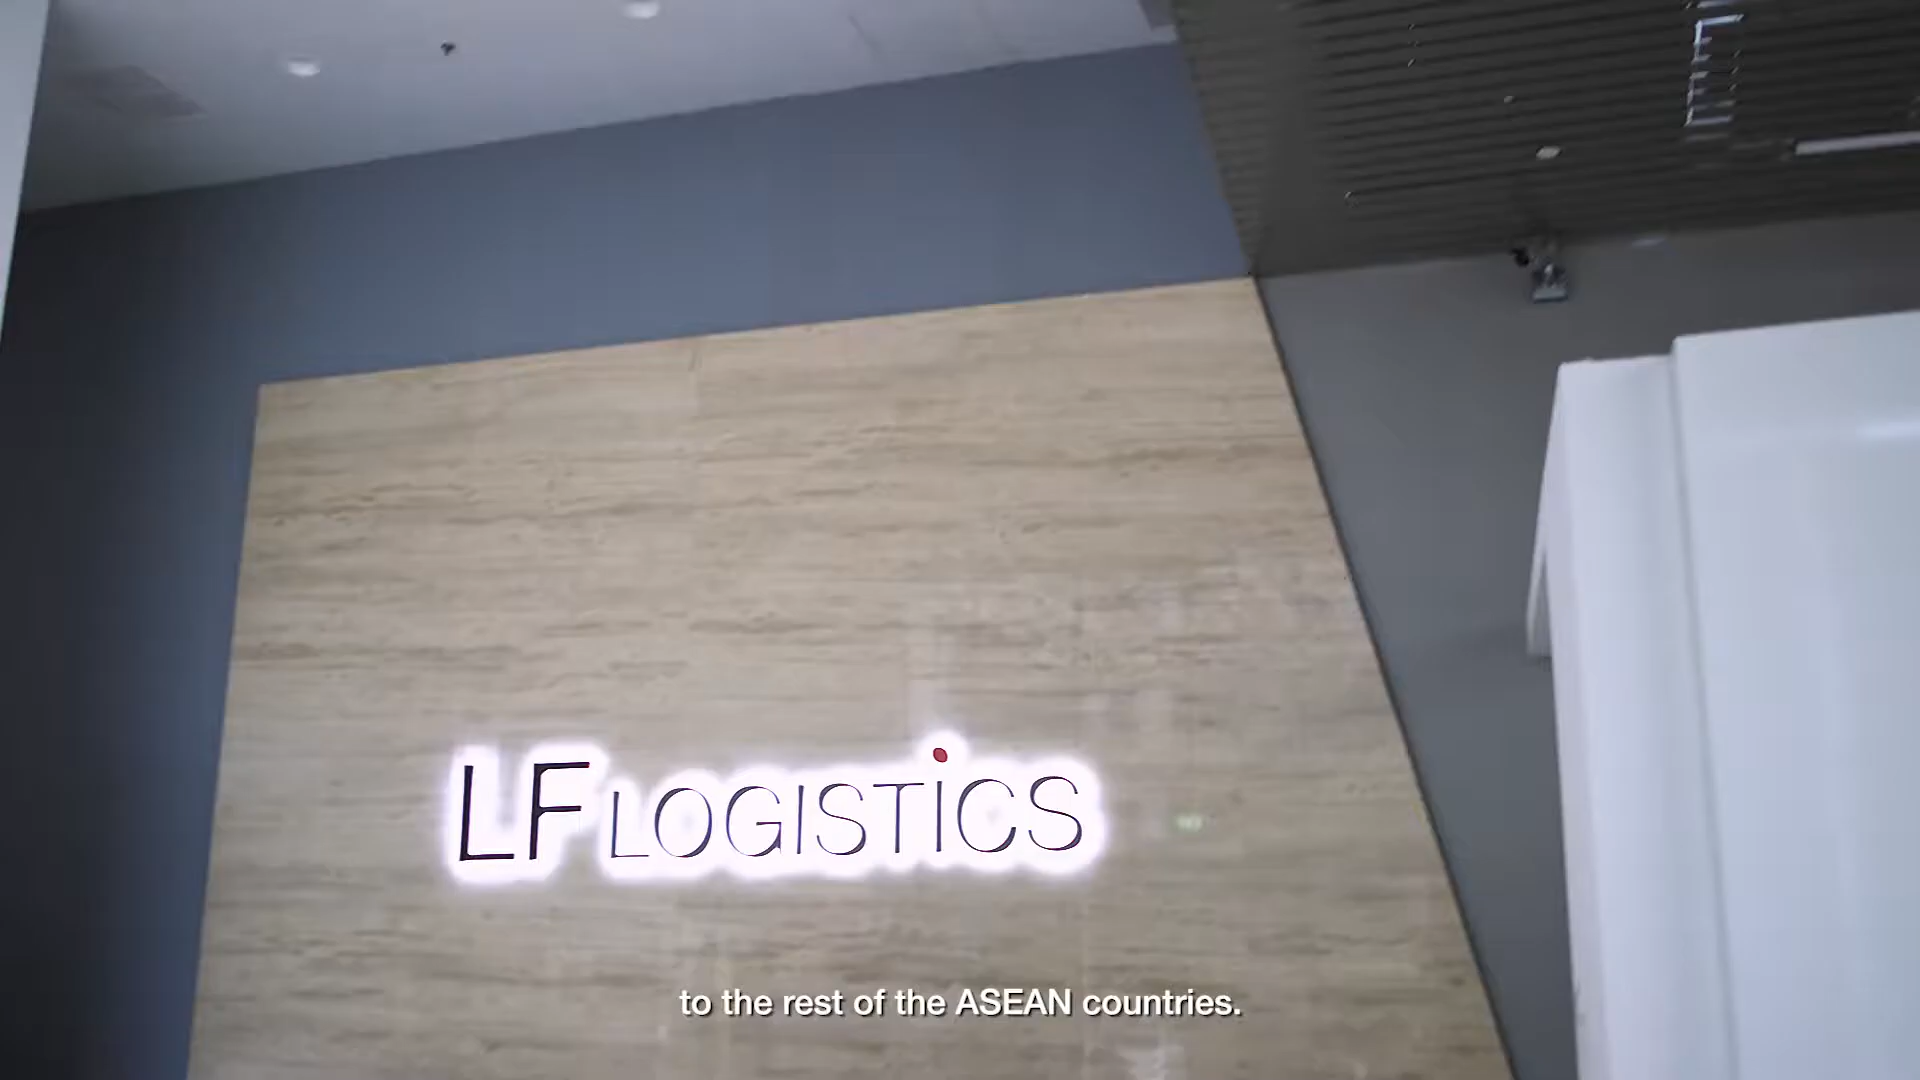 LF LOGISTiCS
to the rest of the ASEAN countries.